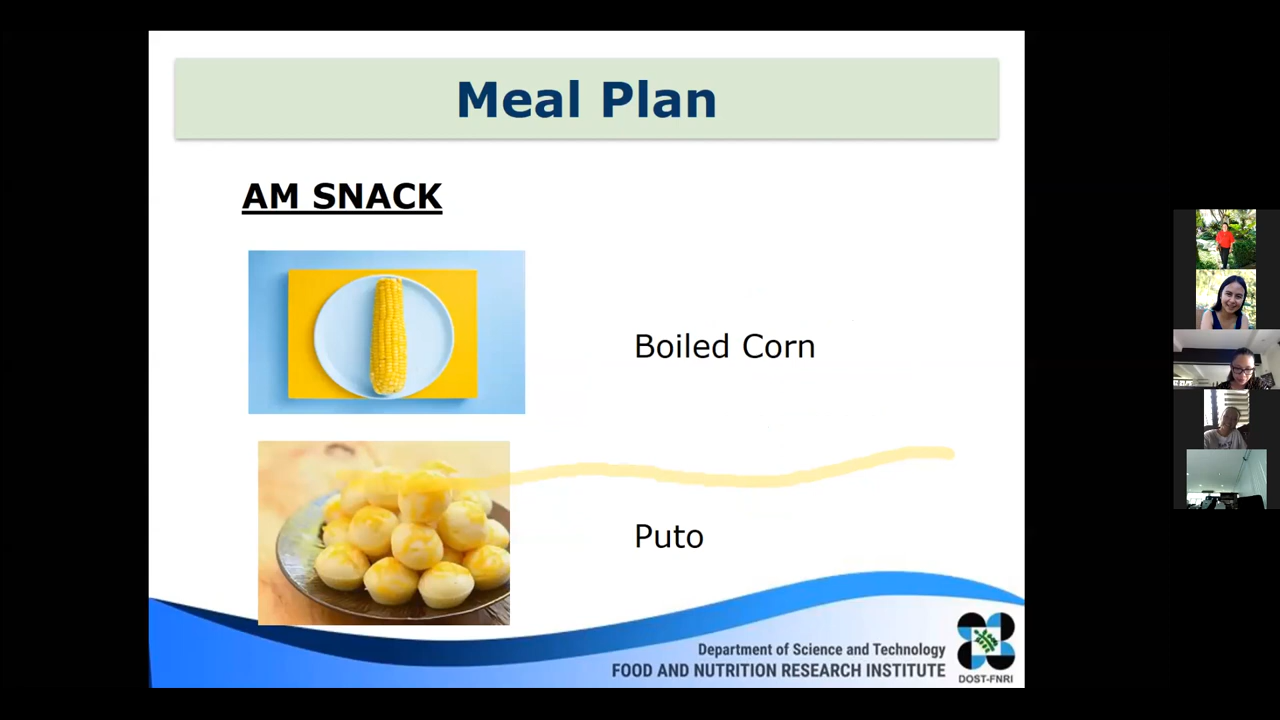 Meal Plan
AM SNACK
Boiled Corn
Puto
Department of Science and Technology
FOOD AND NUTRITION RESEARCH INSTITUTE
DOST-FNRI